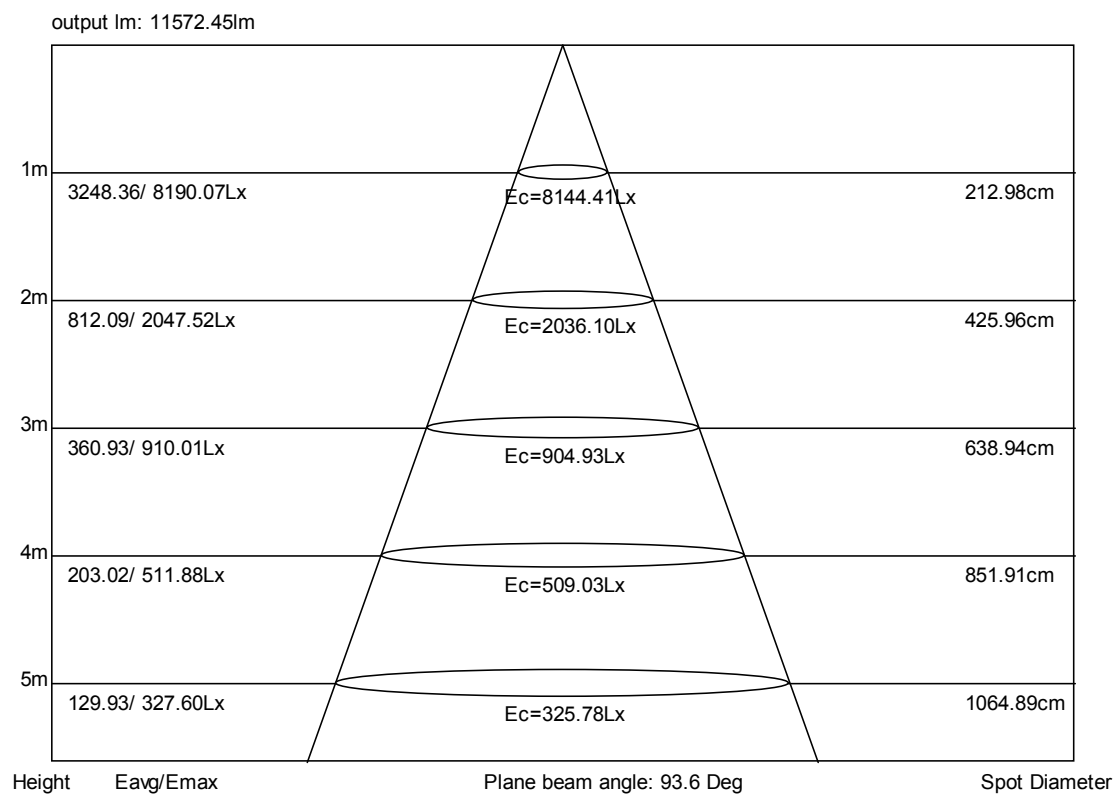 output lm: 11572.45lm
1m
3248.36/ 8190.07Lx
Ec=8144.41Lx
212.98cm
2m
812.09/ 2047.52Lx
Ec=2036.10Lx
425.96cm
3m
360.93/ 910.01Lx
Ec=904.93Lx
638.94cm
4m
203.02/ 511.88Lx
Ec=509.03Lx
851.91cm
5m
129.93/ 327.60Lx
Ec=325.78Lx
1064.89cm
Height Eavg/Emax Plane beam angle: 93.6 Deg Spot Diameter